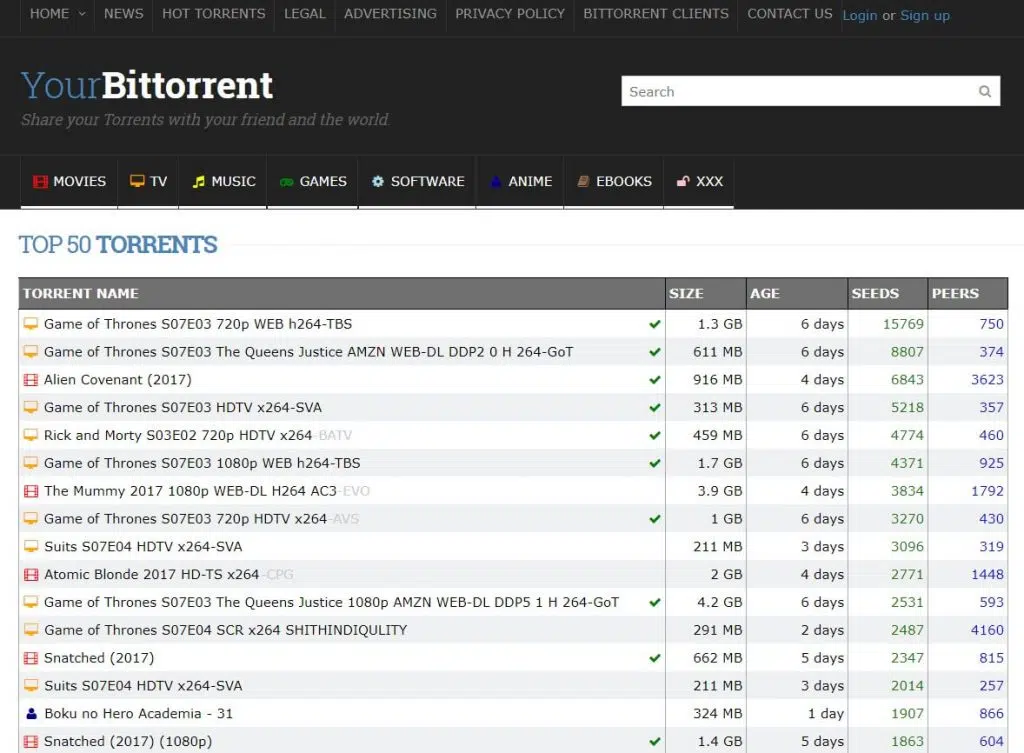 HOME NEWS HOT TORRENTS LEGAL ADVERTISING PRIVACY POLICY BITTORRENT CLIENTS CONTACT US Login or Sign up
YourBittorrent
Search
Share your Torrents with your friend and the world.
MOVIES TV MUSIC GAMES SOFTWARE ANIME EBOOKS XXX
TOP 50 TORRENTS
TORRENT NAME SIZE AGE SEEDS PEERS
Game of Thrones S07E03 720p WEB h264-TBS 1.3 GB 6 days 15769 750
Game of Thrones S07E03 The Queens Justice AMZN WEB-DL DDP2 0 H 264-GoT 611 MB 6 days 8807 374
Alien Covenant (2017) 916 MB 4 days 6843 3623
Game of Thrones S07E03 HDTV x264-SVA 313 MB 6 days 5218 357
Rick and Morty S03E02 720p HDTV x264-BATV 459 MB 6 days 4774 460
Game of Thrones S07E03 1080p WEB h264-TBS 1.7 GB 6 days 4371 925
The Mummy 2017 1080p WEB-DL H264 AC3-EVO 3.9 GB 4 days 3834 1792
Game of Thrones S07E03 720p HDTV x264-AVS 1 GB 6 days 3270 430
Suits S07E04 HDTV x264-SVA 211 MB 3 days 3096 319
Atomic Blonde 2017 HD-TS x264-CPG 2 GB 4 days 2771 1448
Game of Thrones S07E03 The Queens Justice 1080p AMZN WEB-DL DDP5 1 H 264-GoT 4.2 GB 6 days 2531 593
Game of Thrones S07E04 SCR x264 SHITHINDIQULITY 291 MB 2 days 2487 4160
Snatched (2017) 662 MB 5 days 2347 815
Suits S07E04 HDTV x264-SVA 211 MB 3 days 2014 257
Boku no Hero Academia - 31 324 MB 1 day 1907 866
Snatched (2017) (1080p) 1.4 GB 5 days 1863 604